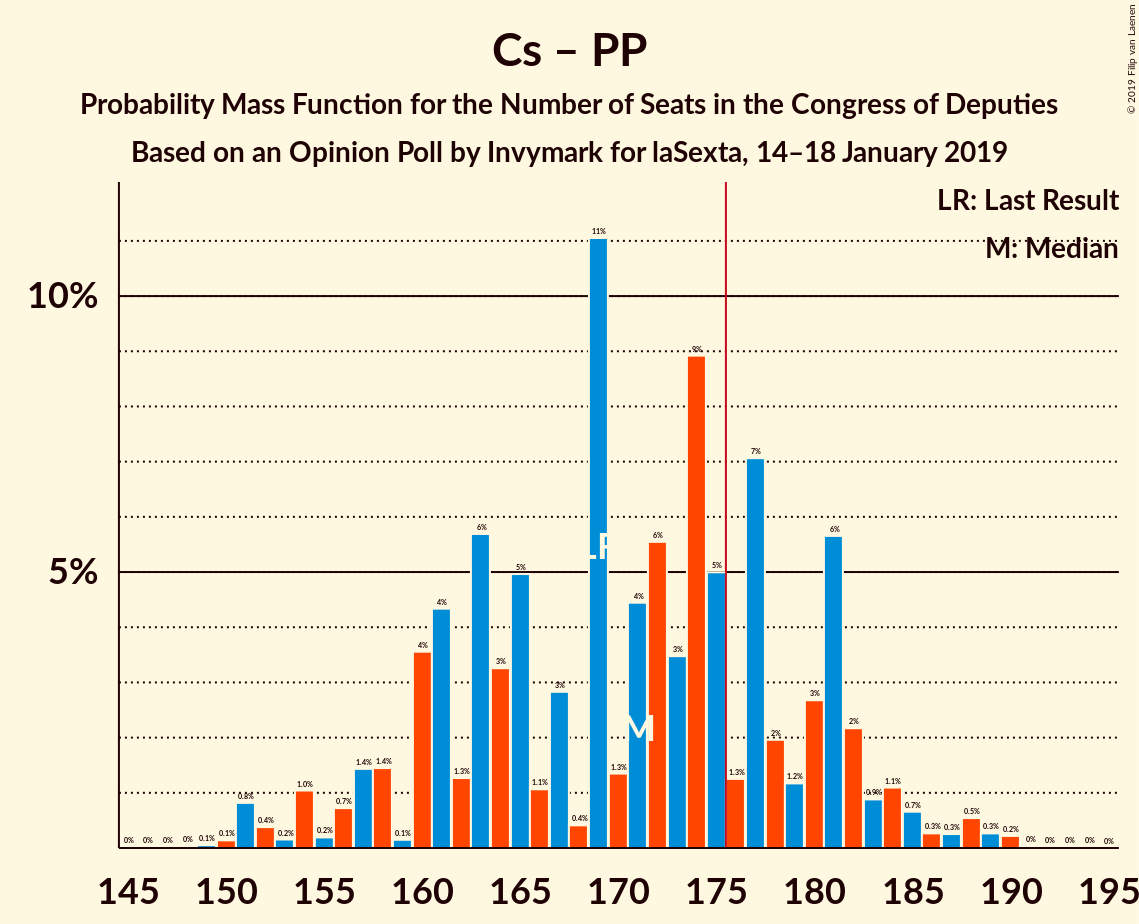 Cs – PP
Probability Mass Function for the Number of Seats in the Congress of Deputies
Based on an Opinion Poll by Invymark for laSexta, 14–18 January 2019
© 2019 Filip van Laenen
LR: Last Result
M: Median
10%
5%
0% 0% 0% 0% 0.1% 0.1% 0.8% 0.4% 0.2% 1.0% 0.2% 0.7% 1.4% 1.4% 0.1% 4% 4% 1.3% 6% 3% 5% 1.1% 3% 0.4% 11% 1.3% 4% 6% 3% 9% 5% 1.3% 7% 2% 1.2% 3% 6% 2% 0.9% 1.1% 0.7% 0.3% 0.3% 0.5% 0.3% 0.2% 0% 0% 0% 0% 0%
LR
M
145 150 155 160 165 170 175 180 185 190 195